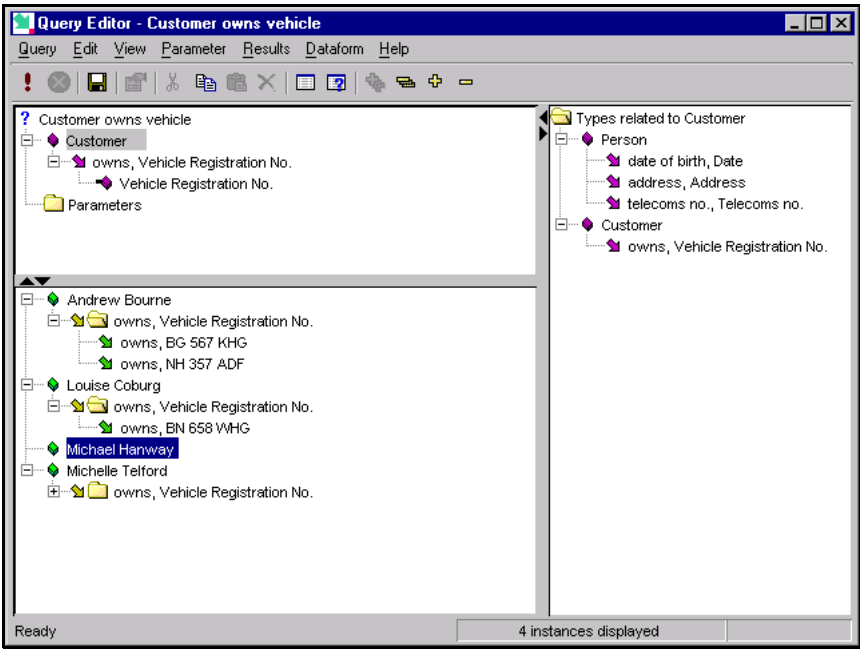 Query Editor - Customer owns vehicle
Query Edit View Parameter Results Dataform Help
? Customer owns vehicle
Customer
owns, Vehicle Registration No.
Vehicle Registration No.
Parameters
Types related to Customer
Person
date of birth, Date
address, Address
telecoms no., Telecoms no.
Customer
owns, Vehicle Registration No.
Andrew Bourne
owns, Vehicle Registration No.
owns, BG 567 KHG
owns, NH 357 ADF
Louise Coburg
owns, Vehicle Registration No.
owns, BN 658 WHG
Michael Hanway
Michelle Telford
owns, Vehicle Registration No.
Ready
4 instances displayed